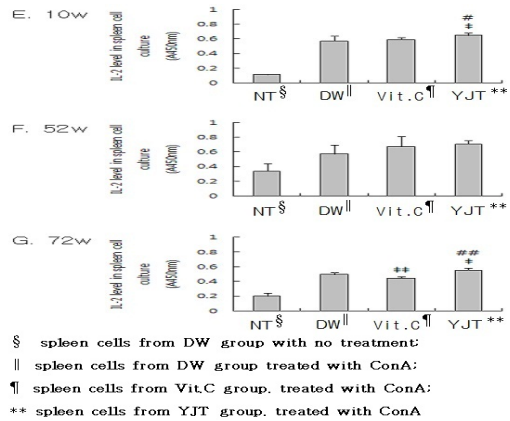 E. 10w
IL-2 level in spleen cell
culture
(A450nm)
1
0.8
0.6
0.4
0.2
0
#
‡
NT§ DW|| Vit.C¶ YJT**
F. 52w
IL-2 level in spleen cell
culture
(A450nm)
1
0.8
0.6
0.4
0.2
0
NT§ DW|| Vit.C¶ YJT**
G. 72w
IL-2 level in spleen cell
culture
(A450nm)
1
0.8
0.6
0.4
0.2
0
‡‡
##
‡
NT§ DW|| Vit.C¶ YJT**
§ spleen cells from DW group with no treatment;
|| spleen cells from DW group treated with ConA;
¶ spleen cells from Vit.C group, treated with ConA;
** spleen cells from YJT group, treated with ConA